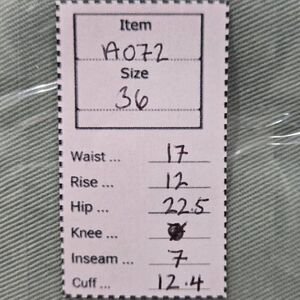 Item
A072
Size
36
Waist ... 17
Rise ... 12
Hip ... 22.5
Knee ...
Inseam ... 7
Cuff ... 12.4